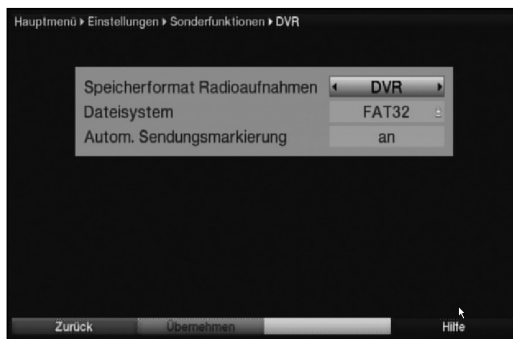 Hauptmenü ▸ Einstellungen ▸ Sonderfunktionen ▸ DVR
Speicherformat Radioaufnahmen DVR
Dateisystem FAT32
Autom. Sendungsmarkierung an
Zurück Übernehmen Hilfe